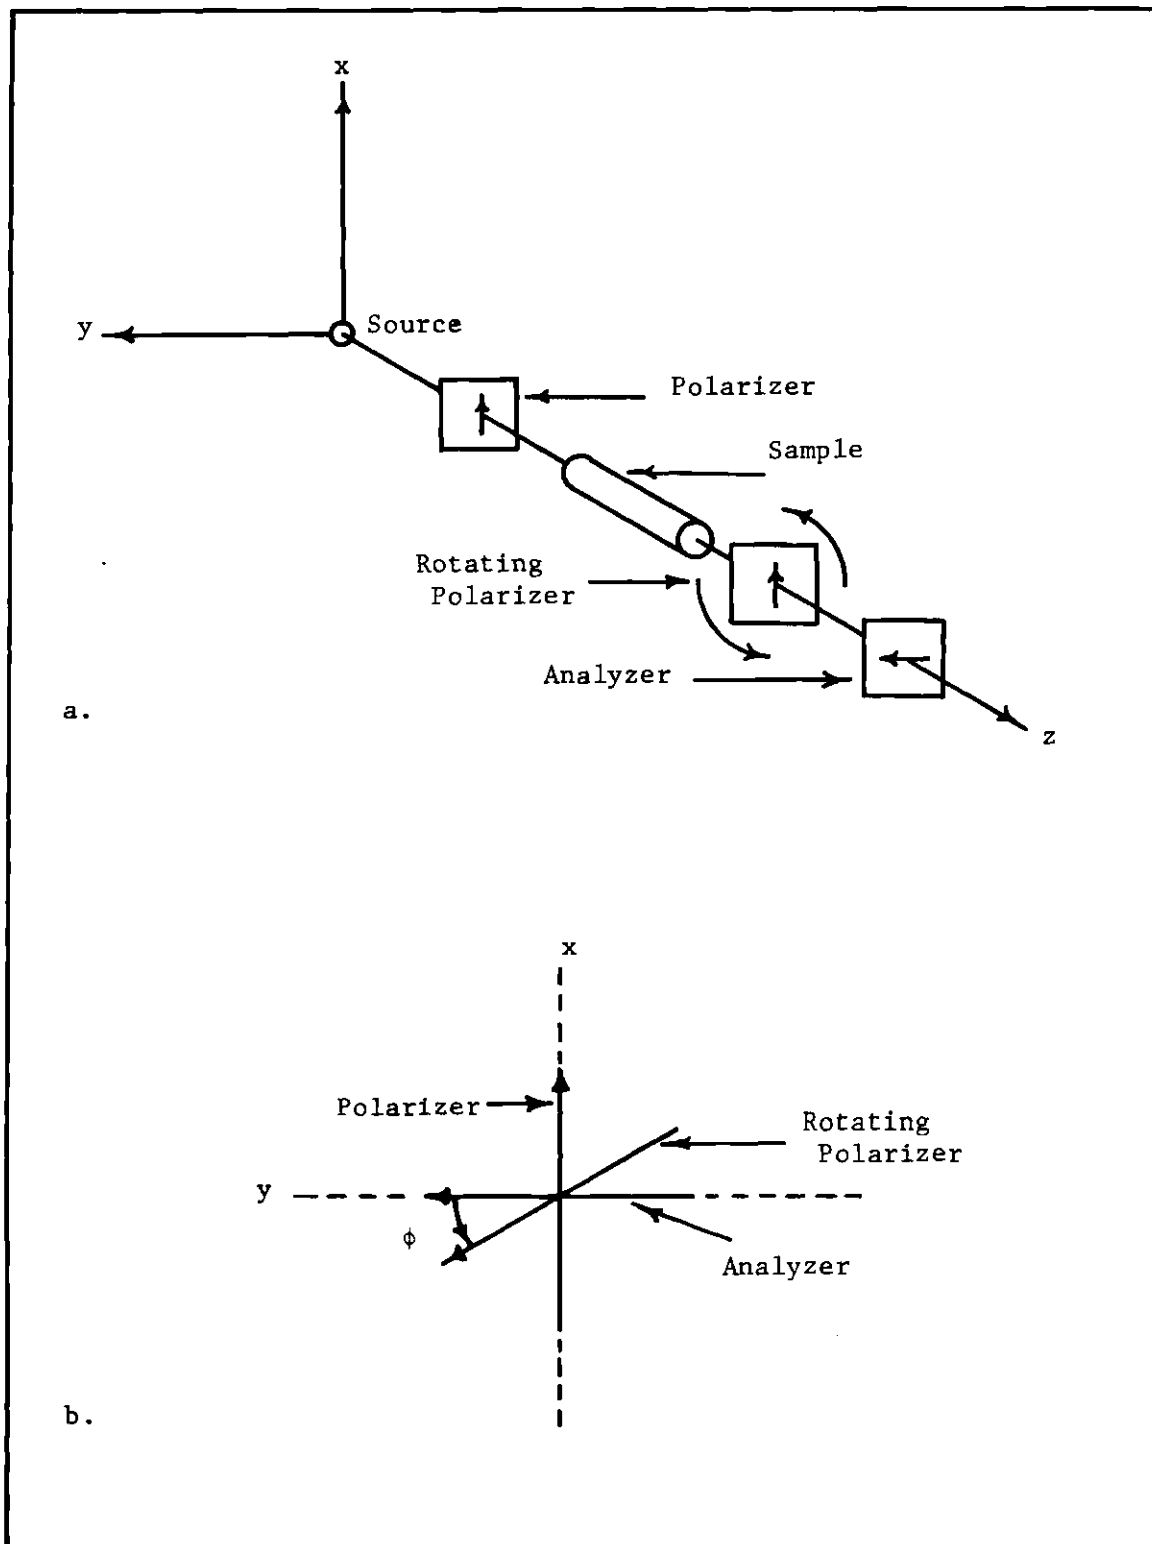 x
y
Source
Polarizer
Sample
Rotating
Polarizer
Analyzer
a.
z
x
Polarizer
Rotating
Polarizer
y
ϕ
Analyzer
b.